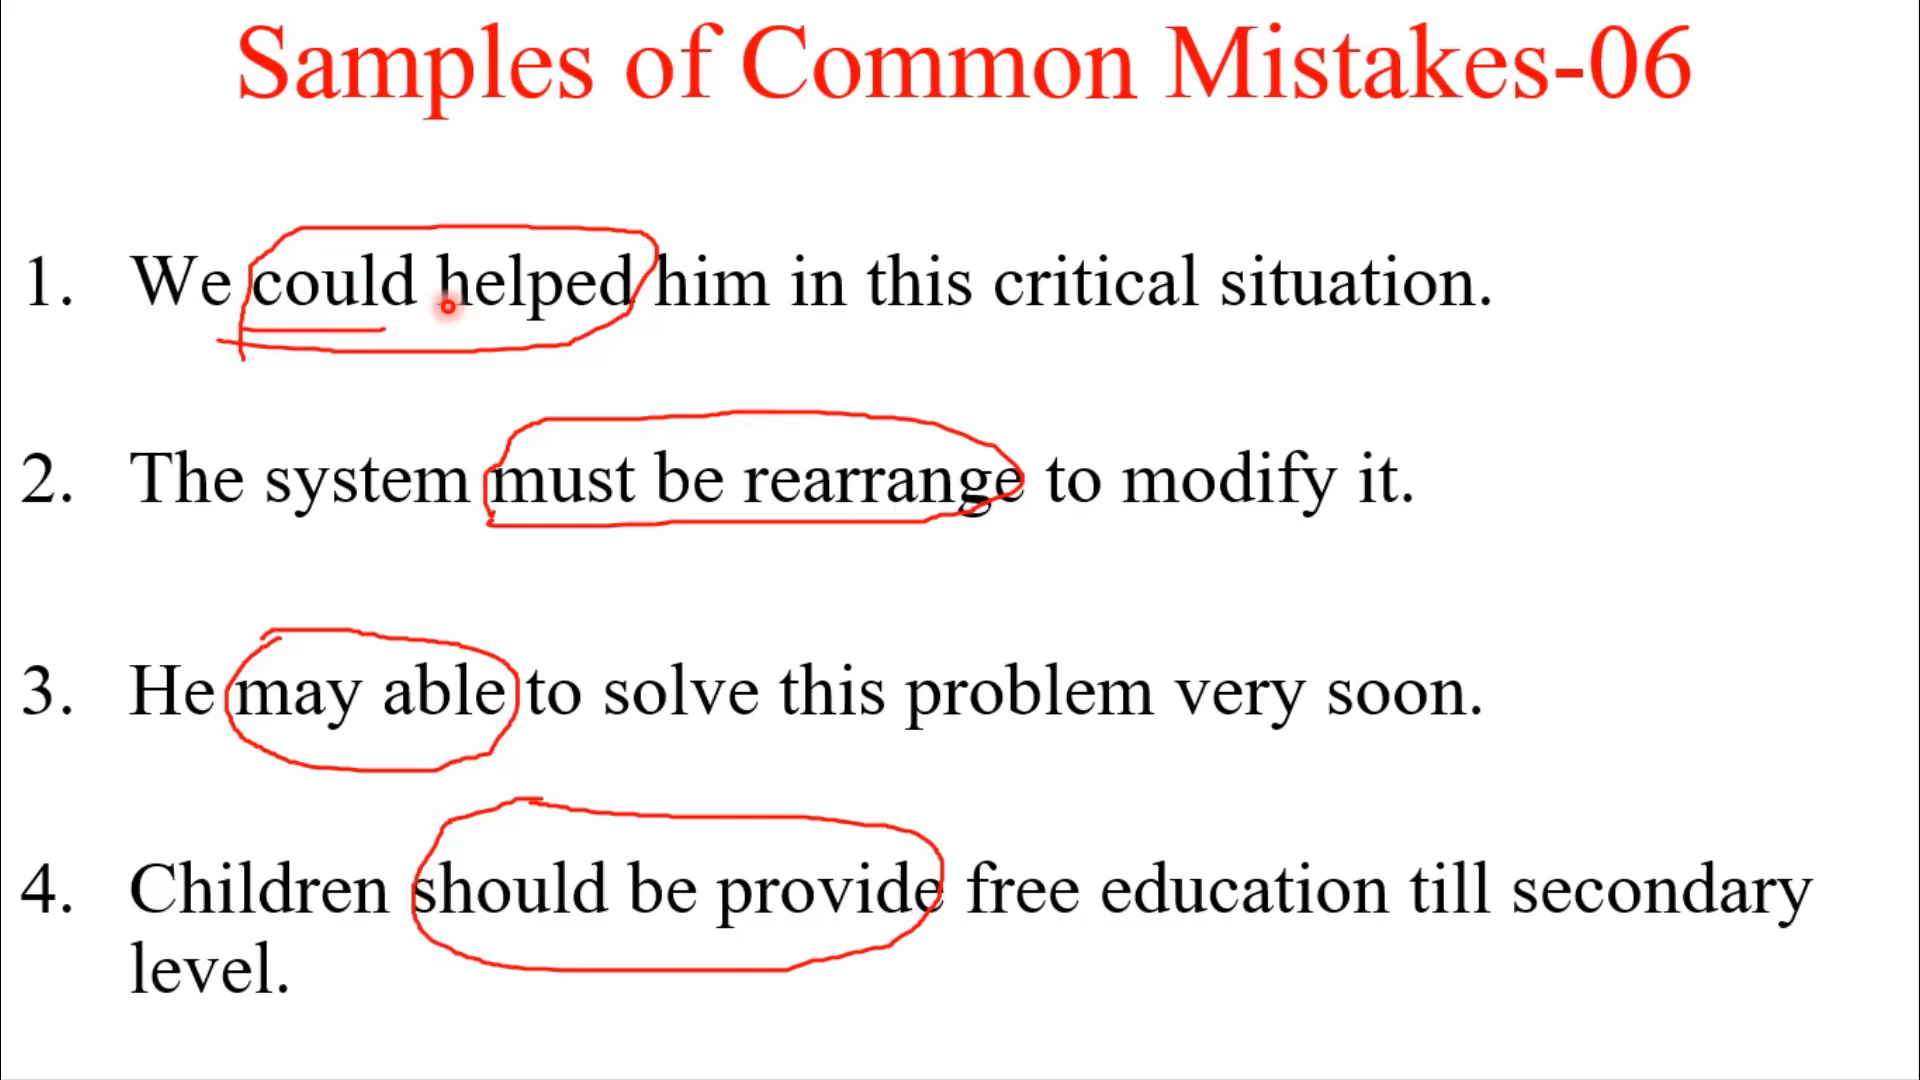 Samples of Common Mistakes-06
1. We could helped him in this critical situation.
2. The system must be rearrange to modify it.
3. He may able to solve this problem very soon.
4. Children should be provide free education till secondary
level.